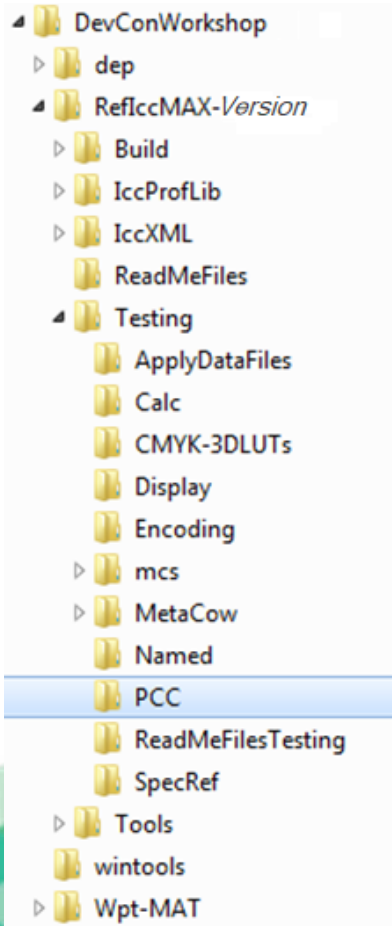 DevConWorkshop
dep
RefIccMAX-Version
Build
IccProfLib
IccXML
ReadMeFiles
Testing
ApplyDataFiles
Calc
CMYK-3DLUTs
Display
Encoding
mcs
MetaCow
Named
PCC
ReadMeFilesTesting
SpecRef
Tools
wintools
Wpt-MAT